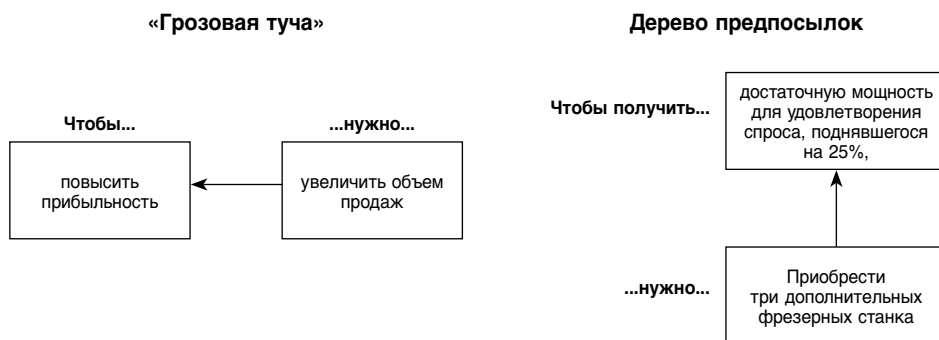 «Грозовая туча»
Чтобы...
...нужно...
повысить
прибыльность
увеличить объем
продаж
Дерево предпосылок
Чтобы получить...
достаточную мощность
для удовлетворения
спроса, поднявшегося
на 25%,
...нужно...
Приобрести
три дополнительных
фрезерных станка